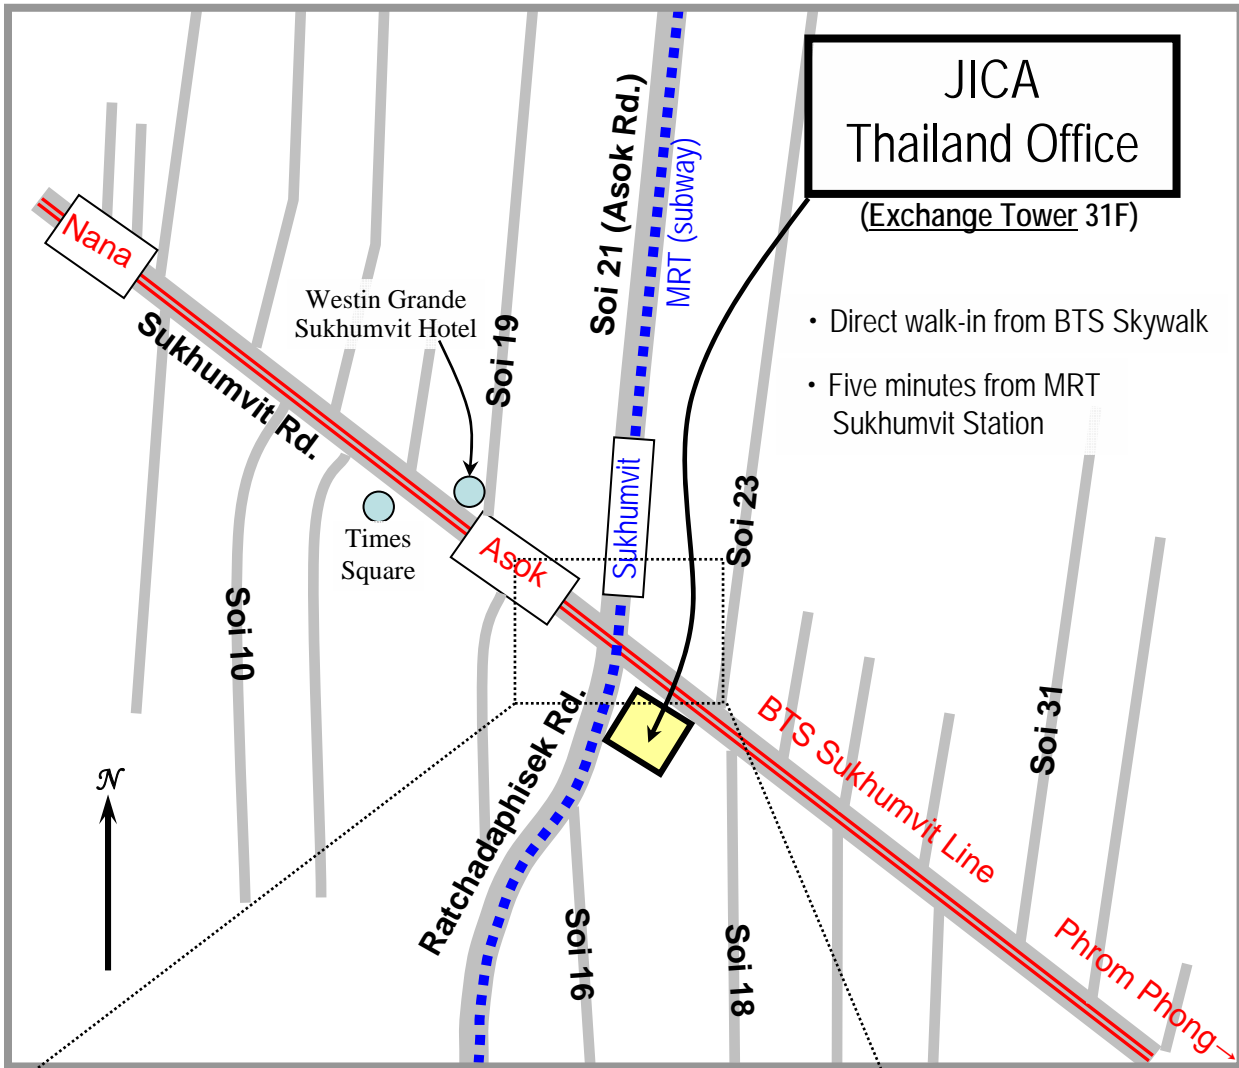 JICA
Thailand Office
(Exchange Tower 31F)
・Direct walk-in from BTS Skywalk
・Five minutes from MRT
Sukhumvit Station
Nana
Sukhumvit Rd.
Westin Grande
Sukhumvit Hotel
Soi 19
Soi 21 (Asok Rd.)
MRT (subway)
Times
Square
Asok
Sukhumvit
Soi 23
Soi 10
Ratchadaphisek Rd.
BTS Sukhumvit Line
Soi 31
N
Soi 16
Soi 18
Phrom Phong→